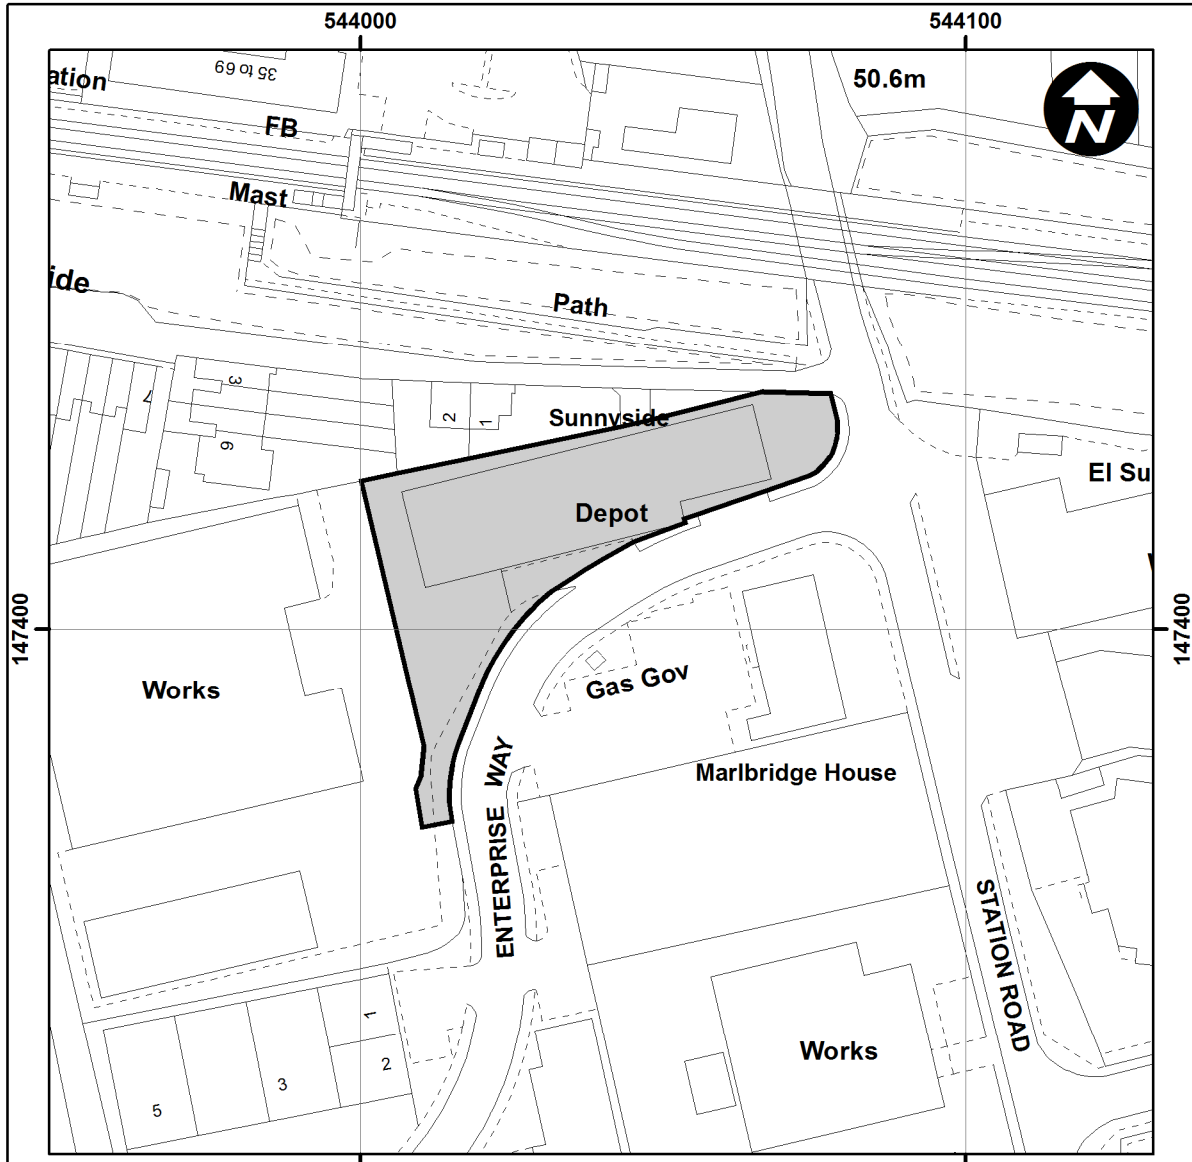 544000
544100
ation
35 to 69
50.6m
N
FB
Mast
ide
Path
7
3
6
2
1
Sunnyside
Depot
El Su
147400
147400
Works
Gas Gov
Marlbridge House
ENTERPRISE WAY
STATION ROAD
Works
1
2
3
5